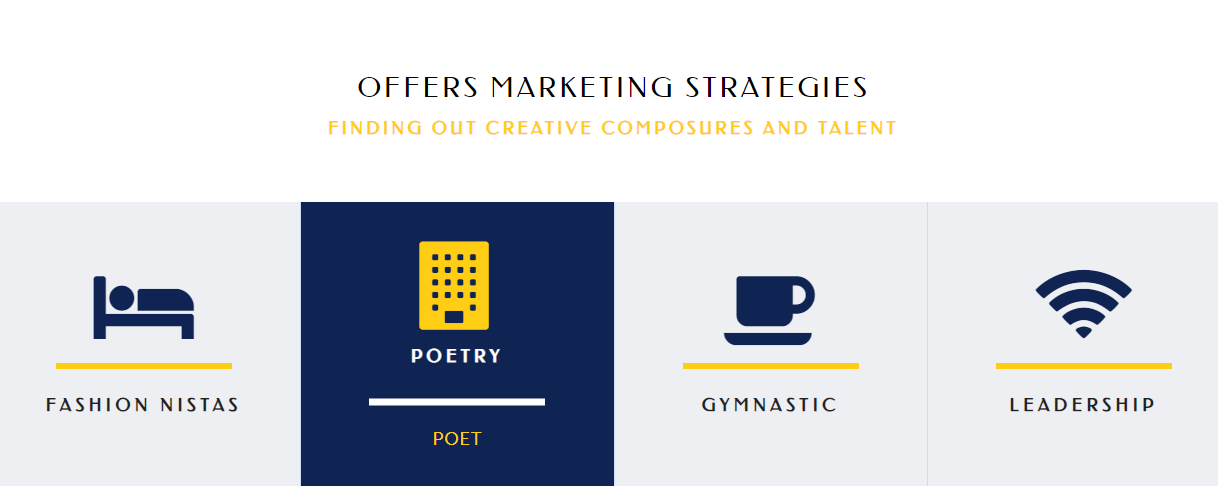 OFFERS MARKETING STRATEGIES
FINDING OUT CREATIVE COMPOSURES AND TALENT
FASHION NISTAS
POETRY
POET
GYMNASTIC
LEADERSHIP